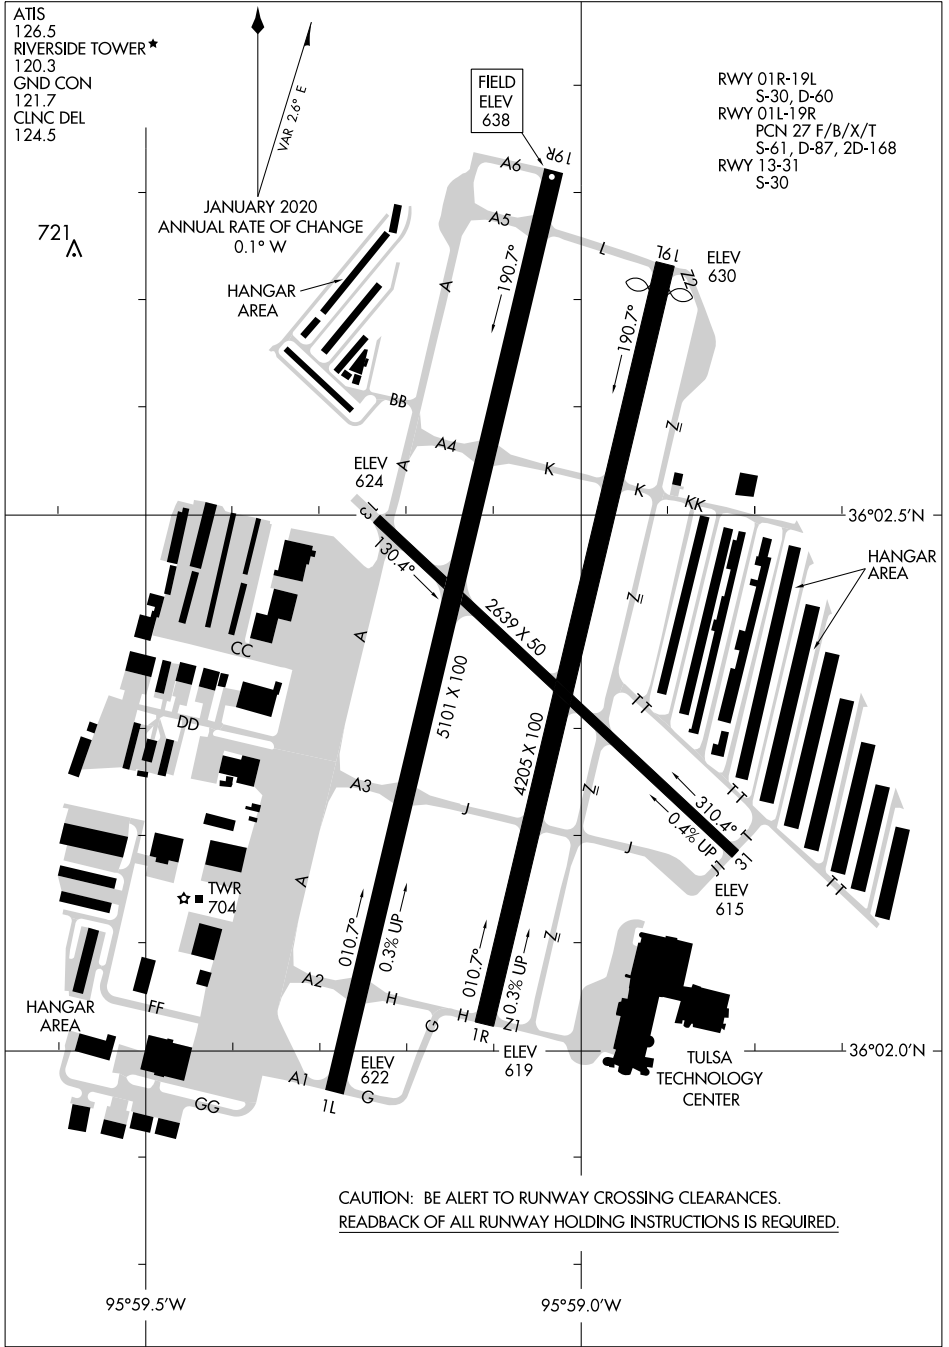 ATIS
126.5
RIVERSIDE TOWER★
120.3
GND CON
121.7
CLNC DEL
124.5
VAR 2.6° E
JANUARY 2020
ANNUAL RATE OF CHANGE
0.1° W
FIELD
ELEV
638
RWY 01R-19L
S-30, D-60
RWY 01L-19R
PCN 27 F/B/X/T
S-61, D-87, 2D-168
RWY 13-31
S-30
721
HANGAR
AREA
A6
19R
A5
L
19L
Z2
ELEV
630
A
190.7°
190.7°
BB
A4
K
K
KK
Z
A
ELEV
624
13
130.4°
36°02.5'N
HANGAR
AREA
2639 X 50
Z
A
CC
DD
5101 X 100
4205 X 100
TT
A3
J
Z
TT
310.4°
0.4% UP
T
31
J
J1
TT
ELEV
615
A
TWR
704
010.7°
0.3% UP
010.7°
0.3% UP
Z
A2
H
G
H
1R
Z1
HANGAR
AREA
FF
ELEV
622
ELEV
619
36°02.0'N
TULSA
TECHNOLOGY
CENTER
A1
1L
G
GG
CAUTION: BE ALERT TO RUNWAY CROSSING CLEARANCES.
READBACK OF ALL RUNWAY HOLDING INSTRUCTIONS IS REQUIRED.
95°59.5'W
95°59.0'W